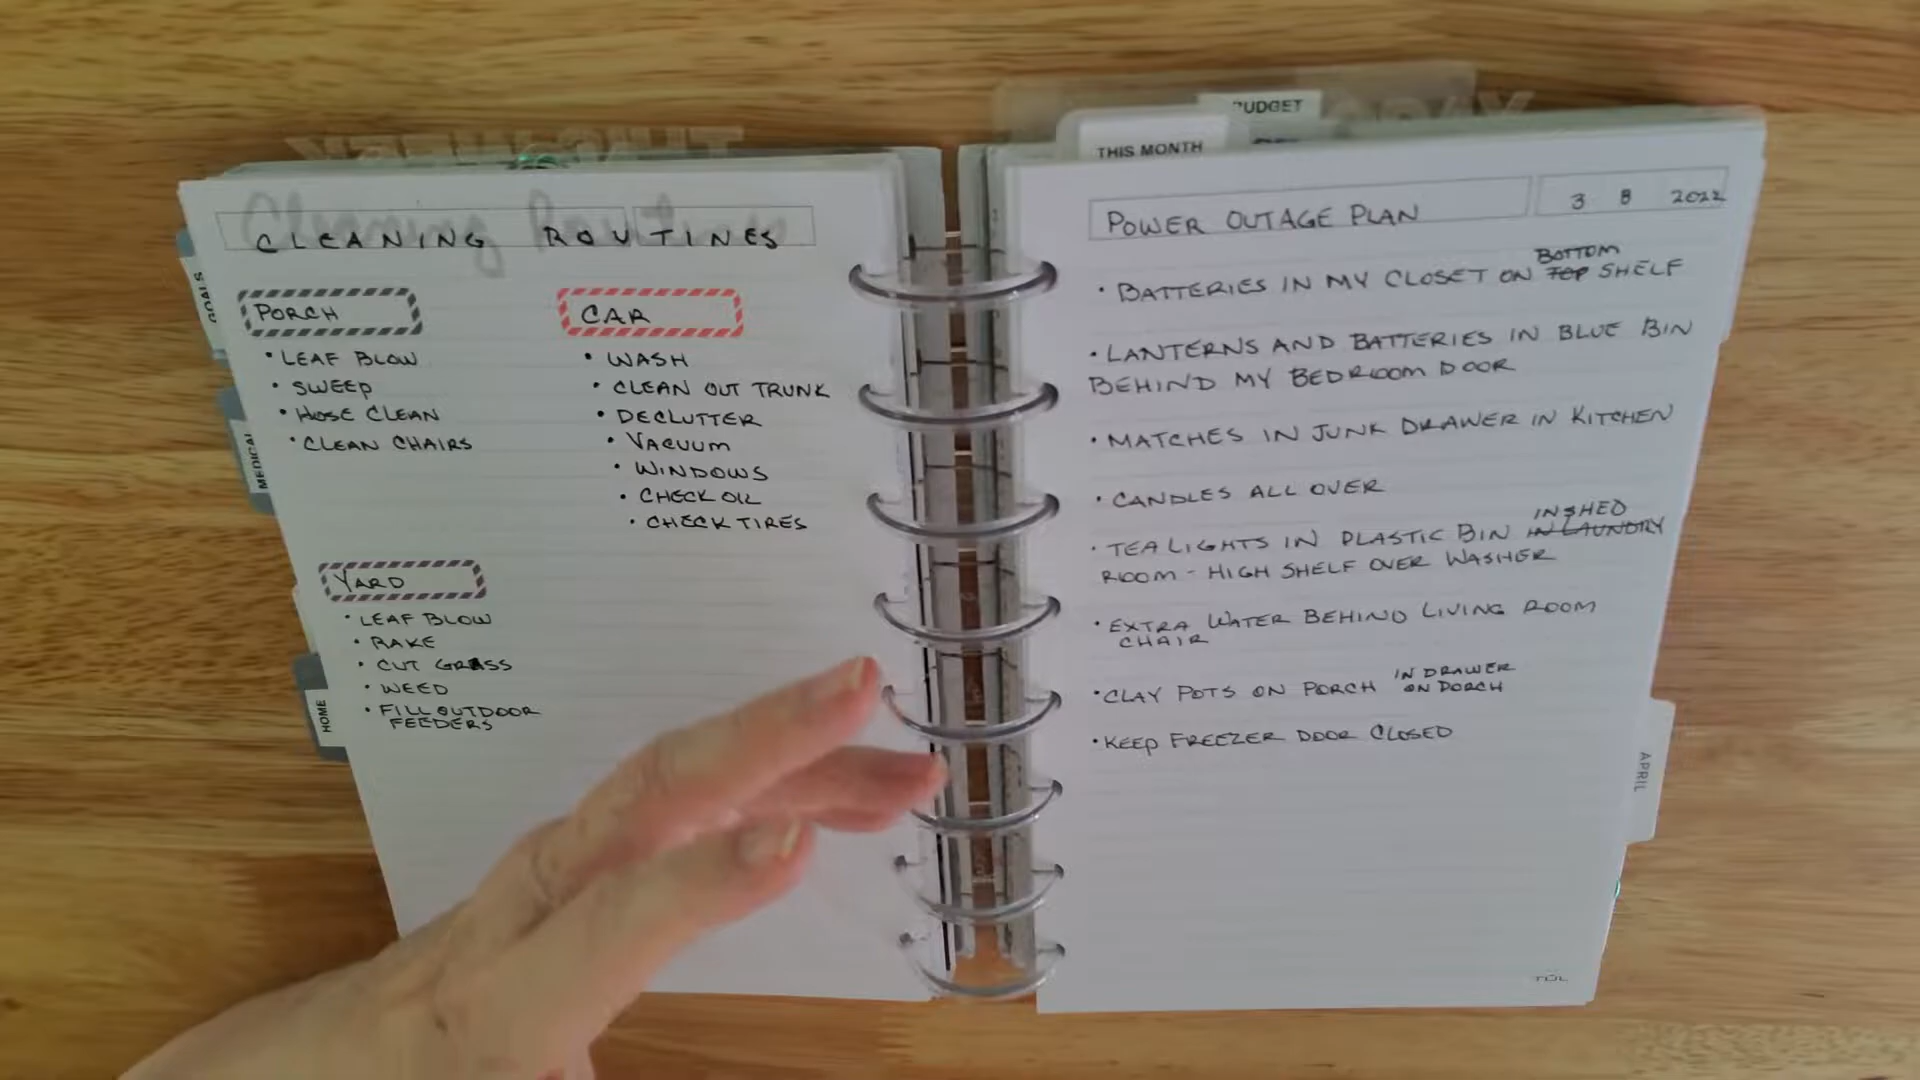 BUDGET
THIS MONTH
Cleaning Routines
CLEANING ROUTINES
PORCH
• LEAF BLOW
• SWEEP
• HOSE CLEAN
• CLEAN CHAIRS
CAR
• WASH
• CLEAN OUT TRUNK
• DECLUTTER
• VACUUM
• WINDOWS
• CHECK OIL
• CHECK TIRES
YARD
• LEAF BLOW
• RAKE
• CUT GRASS
• WEED
• FILL OUTDOOR
FEEDERS
GOALS
MEDICAL
HOME
POWER OUTAGE PLAN 3 8 2022
BOTTOM
• BATTERIES IN MY CLOSET ON TOP SHELF
• LANTERNS AND BATTERIES IN BLUE BIN
BEHIND MY BEDROOM DOOR
• MATCHES IN JUNK DRAWER IN KITCHEN
• CANDLES ALL OVER
IN SHED
• TEA LIGHTS IN PLASTIC BIN IN LAUNDRY
ROOM - HIGH SHELF OVER WASHER
• EXTRA WATER BEHIND LIVING ROOM
CHAIR
IN DRAWER
• CLAY POTS ON PORCH ON PORCH
• KEEP FREEZER DOOR CLOSED
APRIL
TUL